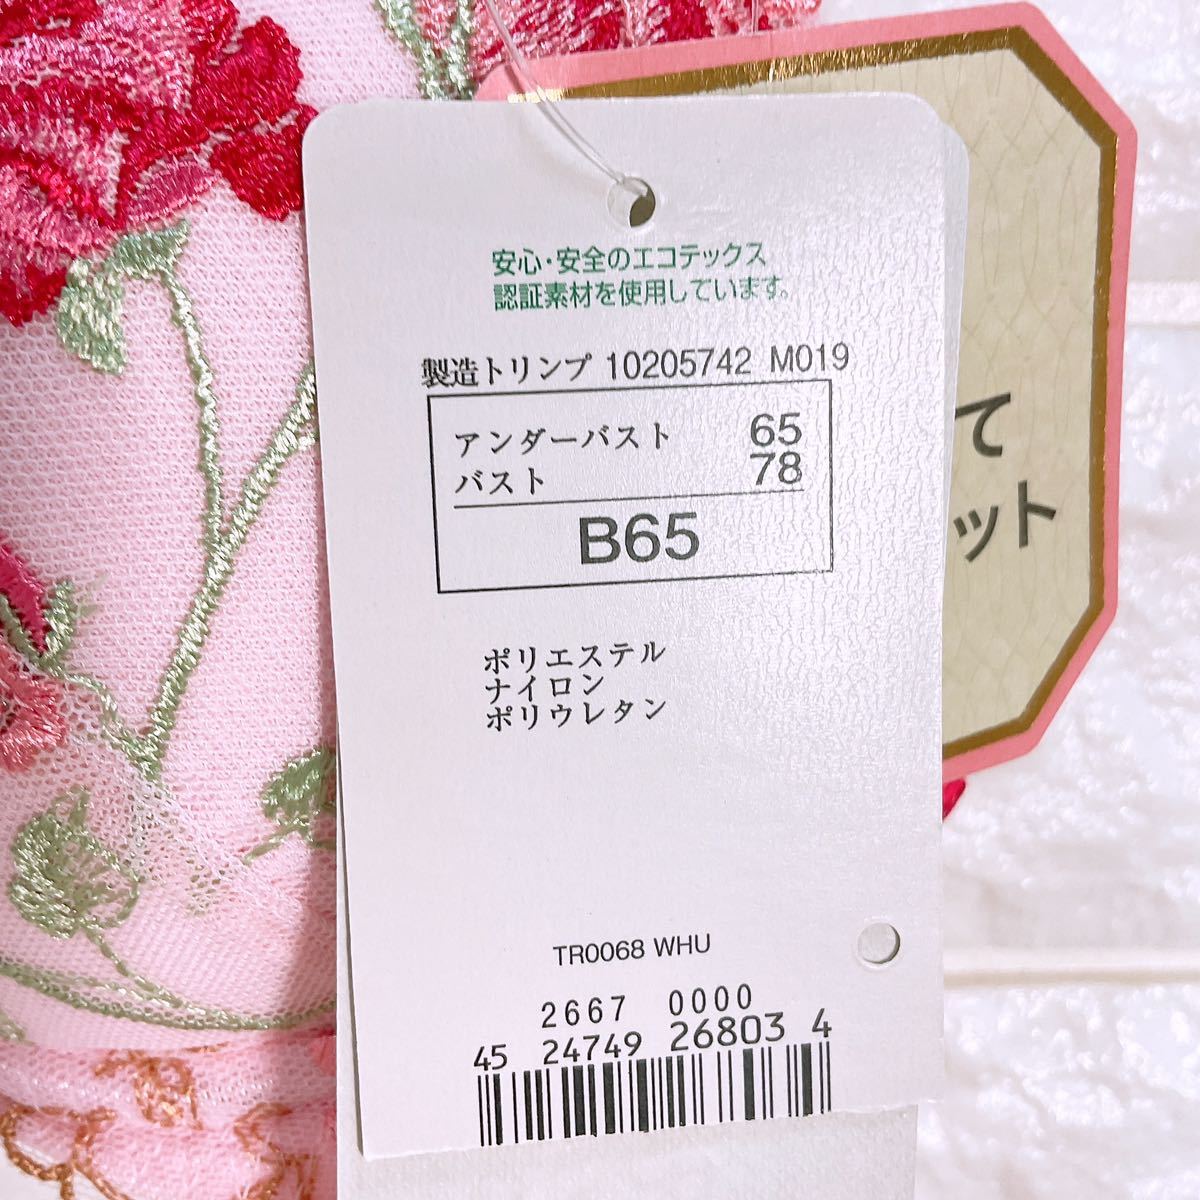 安心・安全のエコテックス
認証素材を使用しています。
製造トリンプ 10205742 M019
アンダーバスト 65
バスト 78
B65
ポリエステル
ナイロン
ポリウレタン
TR0068 WHU
2667 0000
45 24749 26803 4
て
ット